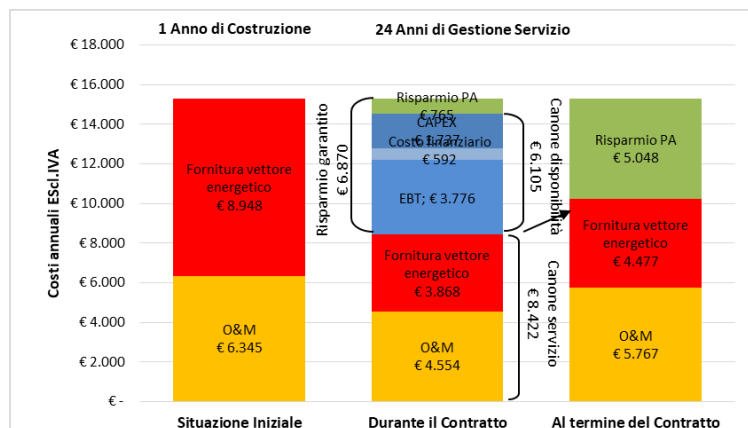 1 Anno di Costruzione
24 Anni di Gestione Servizio
Costi annuali EScl.IVA
€ 18.000
€ 16.000
€ 14.000
€ 12.000
€ 10.000
€ 8.000
€ 6.000
€ 4.000
€ 2.000
€ -
Fornitura vettore
energetico
€ 8.948
O&M
€ 6.345
Situazione Iniziale
Risparmio garantito
€ 6.870
Risparmio PA
€ 765
CAPEX
€ 1.737
Costo finanziario
€ 592
EBT; € 3.776
Fornitura vettore
energetico
€ 3.868
O&M
€ 4.554
Durante il Contratto
Canone disponibilità
€ 6.105
Canone servizio
€ 8.422
Risparmio PA
€ 5.048
Fornitura vettore
energetico
€ 4.477
O&M
€ 5.767
Al termine del Contratto